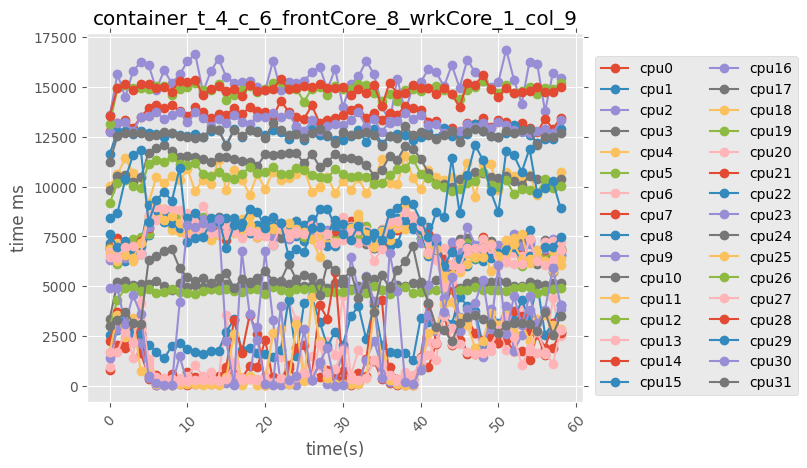 container_t_4_c_6_frontCore_8_wrkCore_1_col_9
time ms
17500
15000
12500
10000
7500
5000
2500
0
0
10
20
30
40
50
60
time(s)
cpu0
cpu1
cpu2
cpu3
cpu4
cpu5
cpu6
cpu7
cpu8
cpu9
cpu10
cpu11
cpu12
cpu13
cpu14
cpu15
cpu16
cpu17
cpu18
cpu19
cpu20
cpu21
cpu22
cpu23
cpu24
cpu25
cpu26
cpu27
cpu28
cpu29
cpu30
cpu31